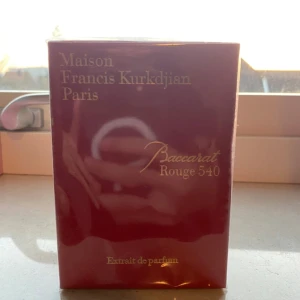 Maison
Francis Kurkdjian
Paris
Baccarat
Rouge 540
Extrait de parfum